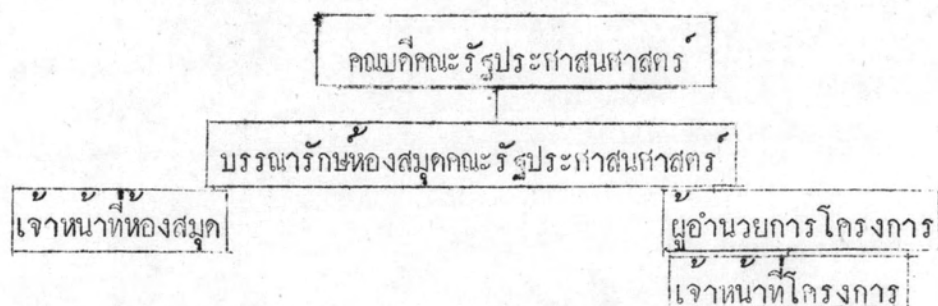 คณบดีคณะรัฐประศาสนศาสตร์
บรรณารักษ์ห้องสมุดคณะรัฐประศาสนศาสตร์
เจ้าหน้าที่ห้องสมุด
ผู้อำนวยการโครงการ
เจ้าหน้าที่โครงการ